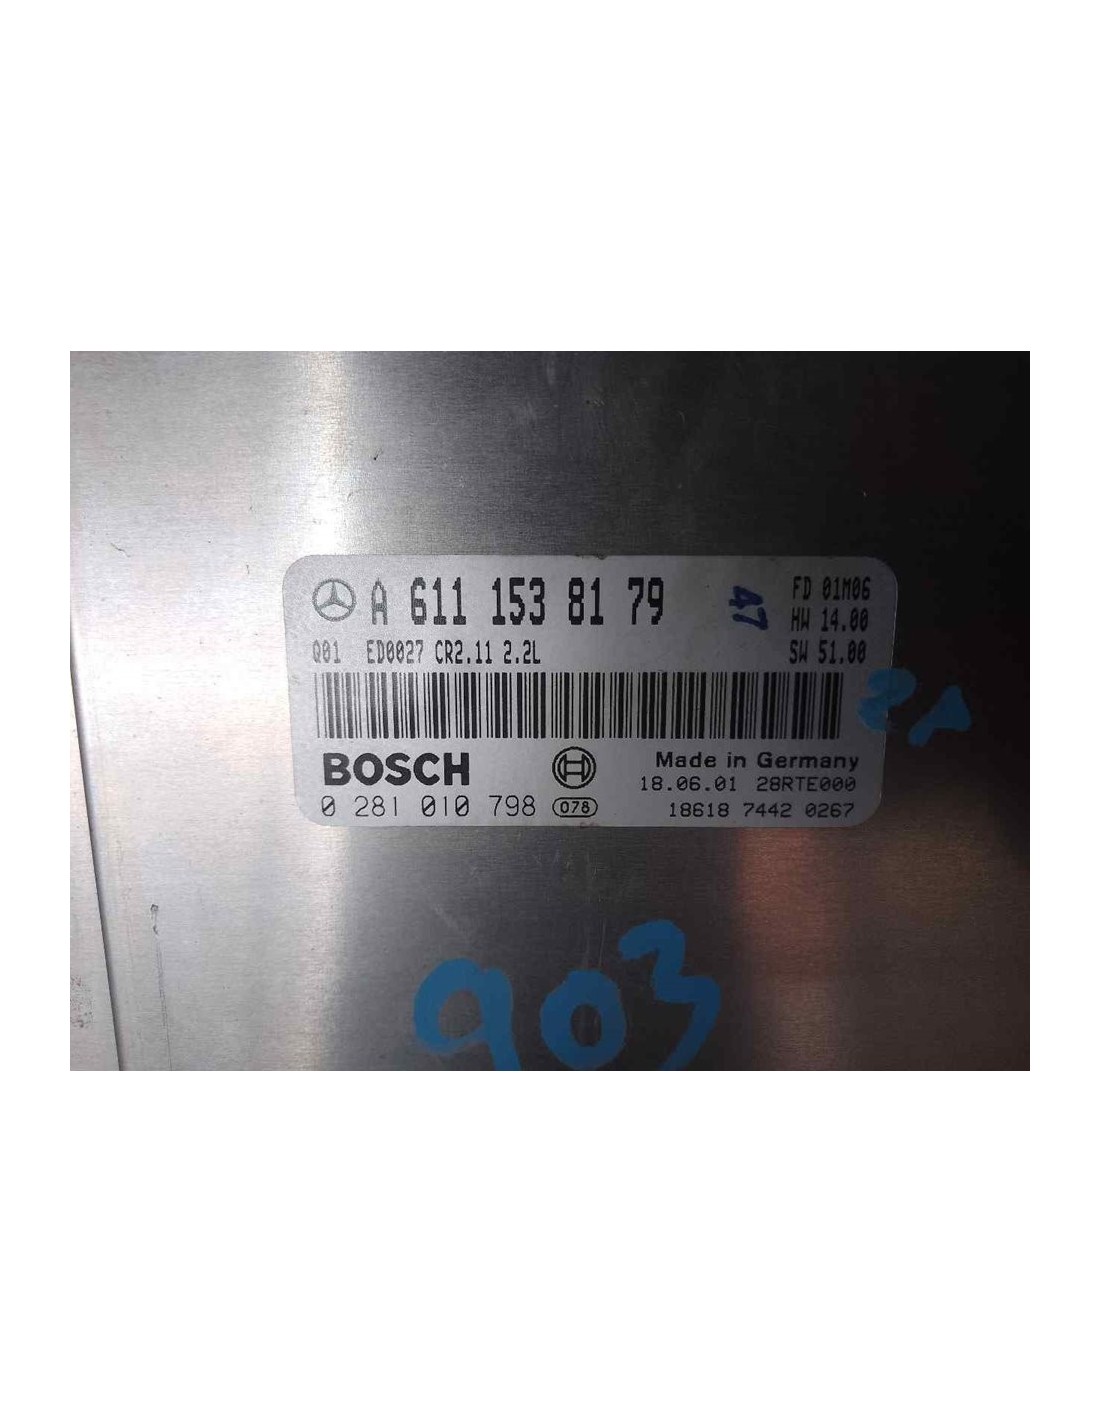 A 611 153 81 79
47
FD 01M06
HW 14.00
Q01 ED0027 CR2.11 2.2L
SW 51.00
BOSCH
Made in Germany
18.06.01 28RTE000
0 281 010 798 078
18618 7442 0267
903